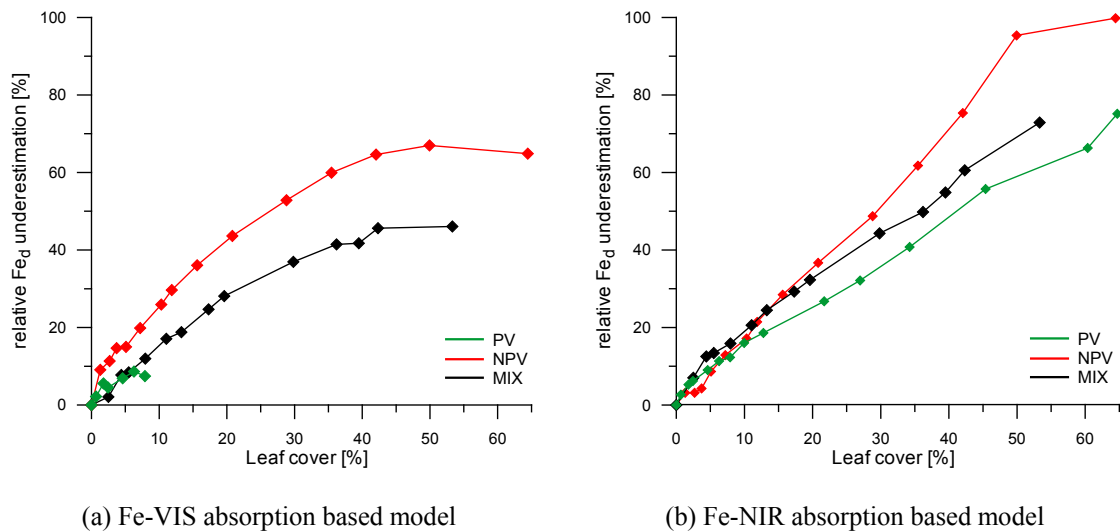 100
80
60
40
20
0
relative Fed underestimation [%]
0 10 20 30 40 50 60
Leaf cover [%]
PV
NPV
MIX
(a) Fe-VIS absorption based model
100
80
60
40
20
0
relative Fed underestimation [%]
0 10 20 30 40 50 60
Leaf cover [%]
PV
NPV
MIX
(b) Fe-NIR absorption based model